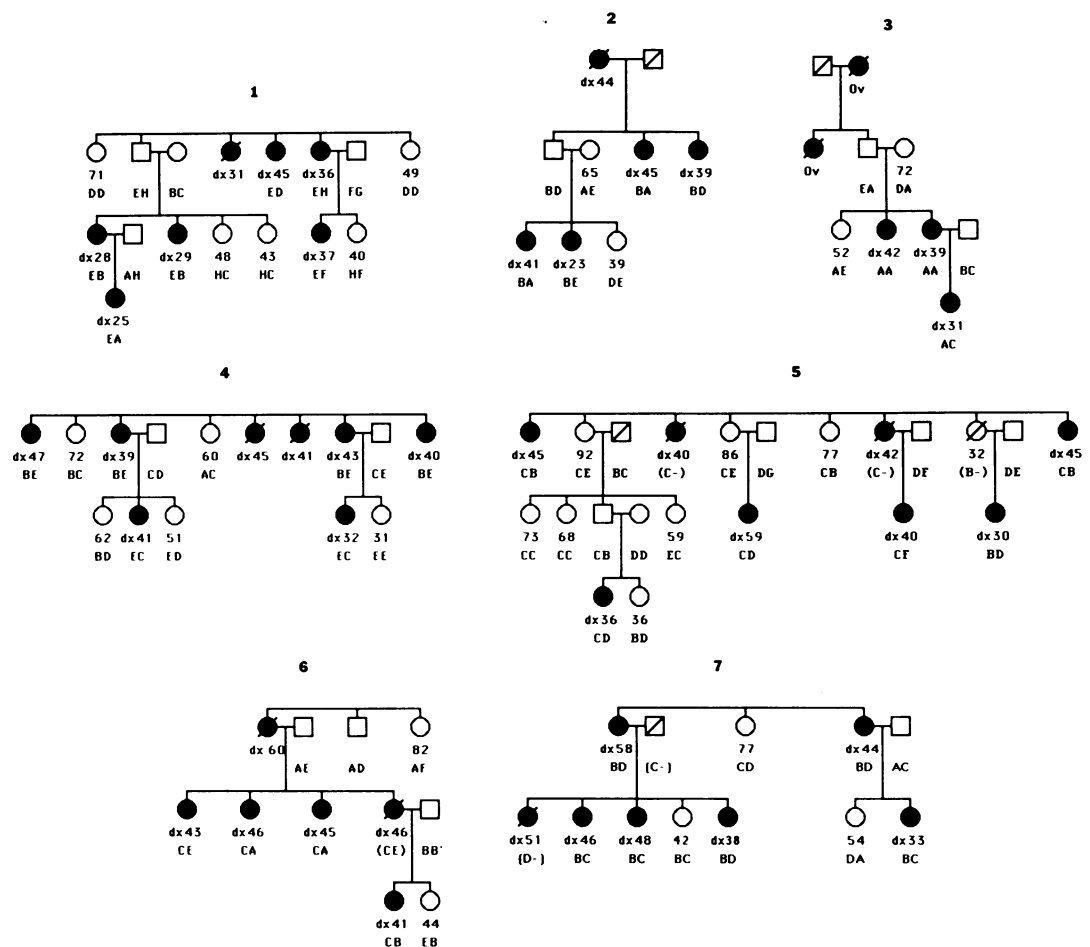 1
71 dx31 dx45 dx36 49
DD EH BC ED EH FG DD
dx28 dx29 48 43 dx37 40
EB AH EB HC HC EF HF
dx25
EA
2
dx44
65 dx45 dx39
BD AE BA BD
dx41 dx23 39
BA BE DE
3
Ov
Ov 72
EA DA
52 dx42 dx39
AE AA AA BC
dx31
AC
4
dx47 72 dx39 60 dx45 dx41 dx43 dx40
BE BC BE CD AC BE CE BE
62 dx41 51 dx32 31
BD EC ED EC EE
5
dx45 92 dx40 86 77 dx42 32 dx45
CB CE BC (C-) CE DG CB (C-) DF (B-) DE CB
73 68 59 dx59 dx40 dx30
CC CC CB DD EC CD CF BD
dx36 36
CD BD
6
dx 60 82
AE AD AF
dx43 dx46 dx45 dx46
CE CA CA (CE) BB
dx41 44
CB EB
7
dx58 77 dx44
BD (C-) CD BD AC
dx51 dx46 dx48 42 dx38 54 dx33
(D-) BC BC BC BD DA BC